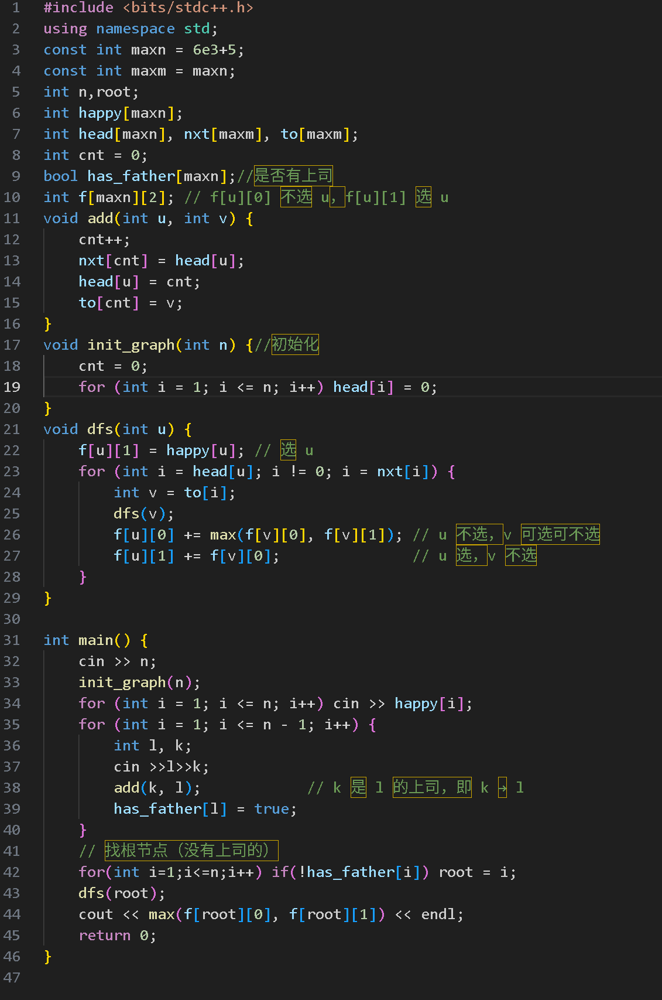 1 #include <bits/stdc++.h>
2 using namespace std;
3 const int maxn = 6e3+5;
4 const int maxm = maxn;
5 int n,root;
6 int happy[maxn];
7 int head[maxn], nxt[maxm], to[maxm];
8 int cnt = 0;
9 bool has_father[maxn];//是否有上司
10 int f[maxn][2]; // f[u][0] 不选 u，f[u][1] 选 u
11 void add(int u, int v) {
12     cnt++;
13     nxt[cnt] = head[u];
14     head[u] = cnt;
15     to[cnt] = v;
16 }
17 void init_graph(int n) {//初始化
18     cnt = 0;
19     for (int i = 1; i <= n; i++) head[i] = 0;
20 }
21 void dfs(int u) {
22     f[u][1] = happy[u]; // 选 u
23     for (int i = head[u]; i != 0; i = nxt[i]) {
24         int v = to[i];
25         dfs(v);
26         f[u][0] += max(f[v][0], f[v][1]); // u 不选，v 可选可不选
27         f[u][1] += f[v][0];               // u 选，v 不选
28     }
29 }
30
31 int main() {
32     cin >> n;
33     init_graph(n);
34     for (int i = 1; i <= n; i++) cin >> happy[i];
35     for (int i = 1; i <= n - 1; i++) {
36         int l, k;
37         cin >>l>>k;
38         add(k, l);            // k 是 l 的上司，即 k → l
39         has_father[l] = true;
40     }
41     // 找根节点（没有上司的）
42     for(int i=1;i<=n;i++) if(!has_father[i]) root = i;
43     dfs(root);
44     cout << max(f[root][0], f[root][1]) << endl;
45     return 0;
46 }
47